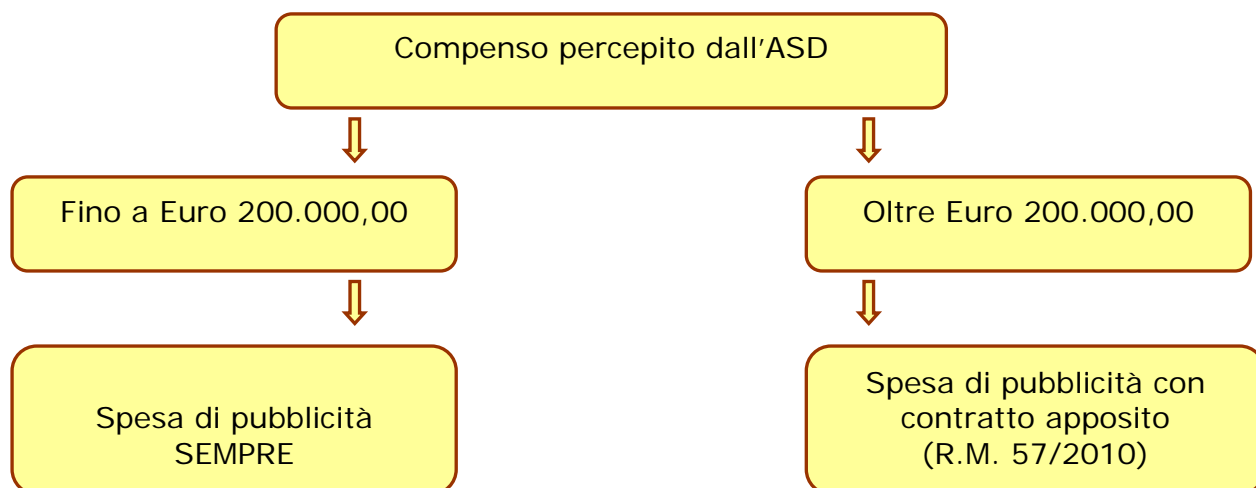 Compenso percepito dall'ASD
Fino a Euro 200.000,00
Oltre Euro 200.000,00
Spesa di pubblicità
SEMPRE
Spesa di pubblicità con
contratto apposito
(R.M. 57/2010)